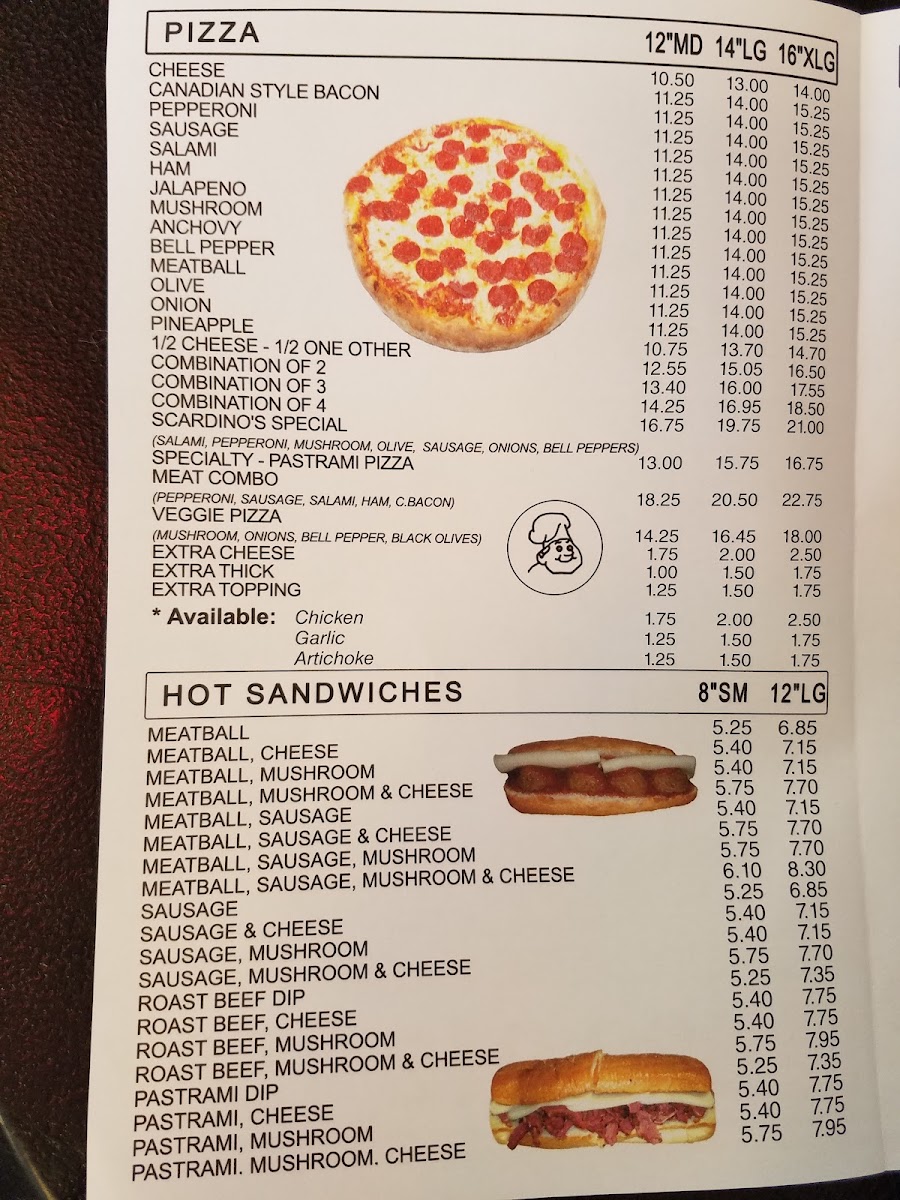 PIZZA 12"MD 14"LG 16"XLG
CHEESE 10.50 13.00 14.00
CANADIAN STYLE BACON 11.25 14.00 15.25
PEPPERONI 11.25 14.00 15.25
SAUSAGE 11.25 14.00 15.25
SALAMI 11.25 14.00 15.25
HAM 11.25 14.00 15.25
JALAPENO 11.25 14.00 15.25
MUSHROOM 11.25 14.00 15.25
ANCHOVY 11.25 14.00 15.25
BELL PEPPER 11.25 14.00 15.25
MEATBALL 11.25 14.00 15.25
OLIVE 11.25 14.00 15.25
ONION 11.25 14.00 15.25
PINEAPPLE 11.25 14.00 15.25
1/2 CHEESE - 1/2 ONE OTHER 10.75 13.70 14.70
COMBINATION OF 2 12.55 15.05 16.50
COMBINATION OF 3 13.40 16.00 17.55
COMBINATION OF 4 14.25 16.95 18.50
SCARDINO'S SPECIAL 16.75 19.75 21.00
(SALAMI, PEPPERONI, MUSHROOM, OLIVE, SAUSAGE, ONIONS, BELL PEPPERS)
SPECIALTY - PASTRAMI PIZZA 13.00 15.75 16.75
MEAT COMBO
(PEPPERONI, SAUSAGE, SALAMI, HAM, C.BACON) 18.25 20.50 22.75
VEGGIE PIZZA
(MUSHROOM, ONIONS, BELL PEPPER, BLACK OLIVES) 14.25 16.45 18.00
EXTRA CHEESE 1.75 2.00 2.50
EXTRA THICK 1.00 1.50 1.75
EXTRA TOPPING 1.25 1.50 1.75
* Available: Chicken 1.75 2.00 2.50
Garlic 1.25 1.50 1.75
Artichoke 1.25 1.50 1.75
HOT SANDWICHES 8"SM 12"LG
MEATBALL 5.25 6.85
MEATBALL, CHEESE 5.40 7.15
MEATBALL, MUSHROOM 5.40 7.15
MEATBALL, MUSHROOM & CHEESE 5.75 7.70
MEATBALL, SAUSAGE 5.40 7.15
MEATBALL, SAUSAGE & CHEESE 5.75 7.70
MEATBALL, SAUSAGE, MUSHROOM 5.75 7.70
MEATBALL, SAUSAGE, MUSHROOM & CHEESE 6.10 8.30
SAUSAGE 5.25 6.85
SAUSAGE & CHEESE 5.40 7.15
SAUSAGE, MUSHROOM 5.40 7.15
SAUSAGE, MUSHROOM & CHEESE 5.75 7.70
ROAST BEEF DIP 5.25 7.35
ROAST BEEF, CHEESE 5.40 7.75
ROAST BEEF, MUSHROOM 5.40 7.75
ROAST BEEF, MUSHROOM & CHEESE 5.75 7.95
PASTRAMI DIP 5.25 7.35
PASTRAMI, CHEESE 5.40 7.75
PASTRAMI, MUSHROOM 5.40 7.75
PASTRAMI. MUSHROOM. CHEESE 5.75 7.95